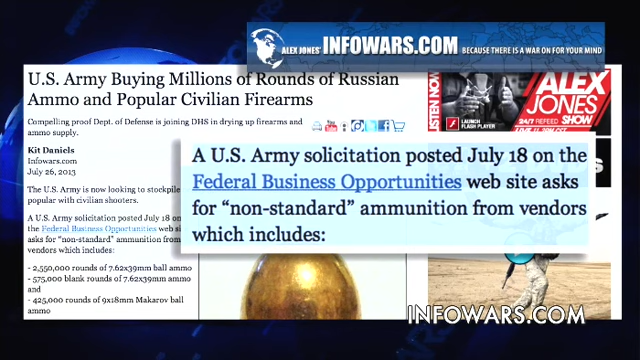 ALEX JONES' INFOWARS.COM BECAUSE THERE IS A WAR ON FOR YOUR MIND
U.S. Army Buying Millions of Rounds of Russian
Ammo and Popular Civilian Firearms
Compelling proof Dept. of Defense is joining DHS in drying up firearms and
ammo supply.
Kit Daniels
Infowars.com
July 26, 2013
The U.S. Army is now looking to stockpile
popular with civilian shooters.
A U.S. Army solicitation posted July 18 on
the Federal Business Opportunities web site
asks for "non-standard" ammunition from
vendors which includes:
- 2,550,000 rounds of 7.62x39mm ball ammo
- 575,000 blank rounds of 7.62x39mm ammo
and
- 425,000 rounds of 9x18mm Makarov ball
ammo
A U.S. Army solicitation posted July 18 on the
Federal Business Opportunities web site asks
for "non-standard" ammunition from vendors
which includes:
LISTEN NOW
LAUNCH
FLASH PLAYER
ALEX
JONES
SHOW
24/7 REFEED
INFOWARS.COM